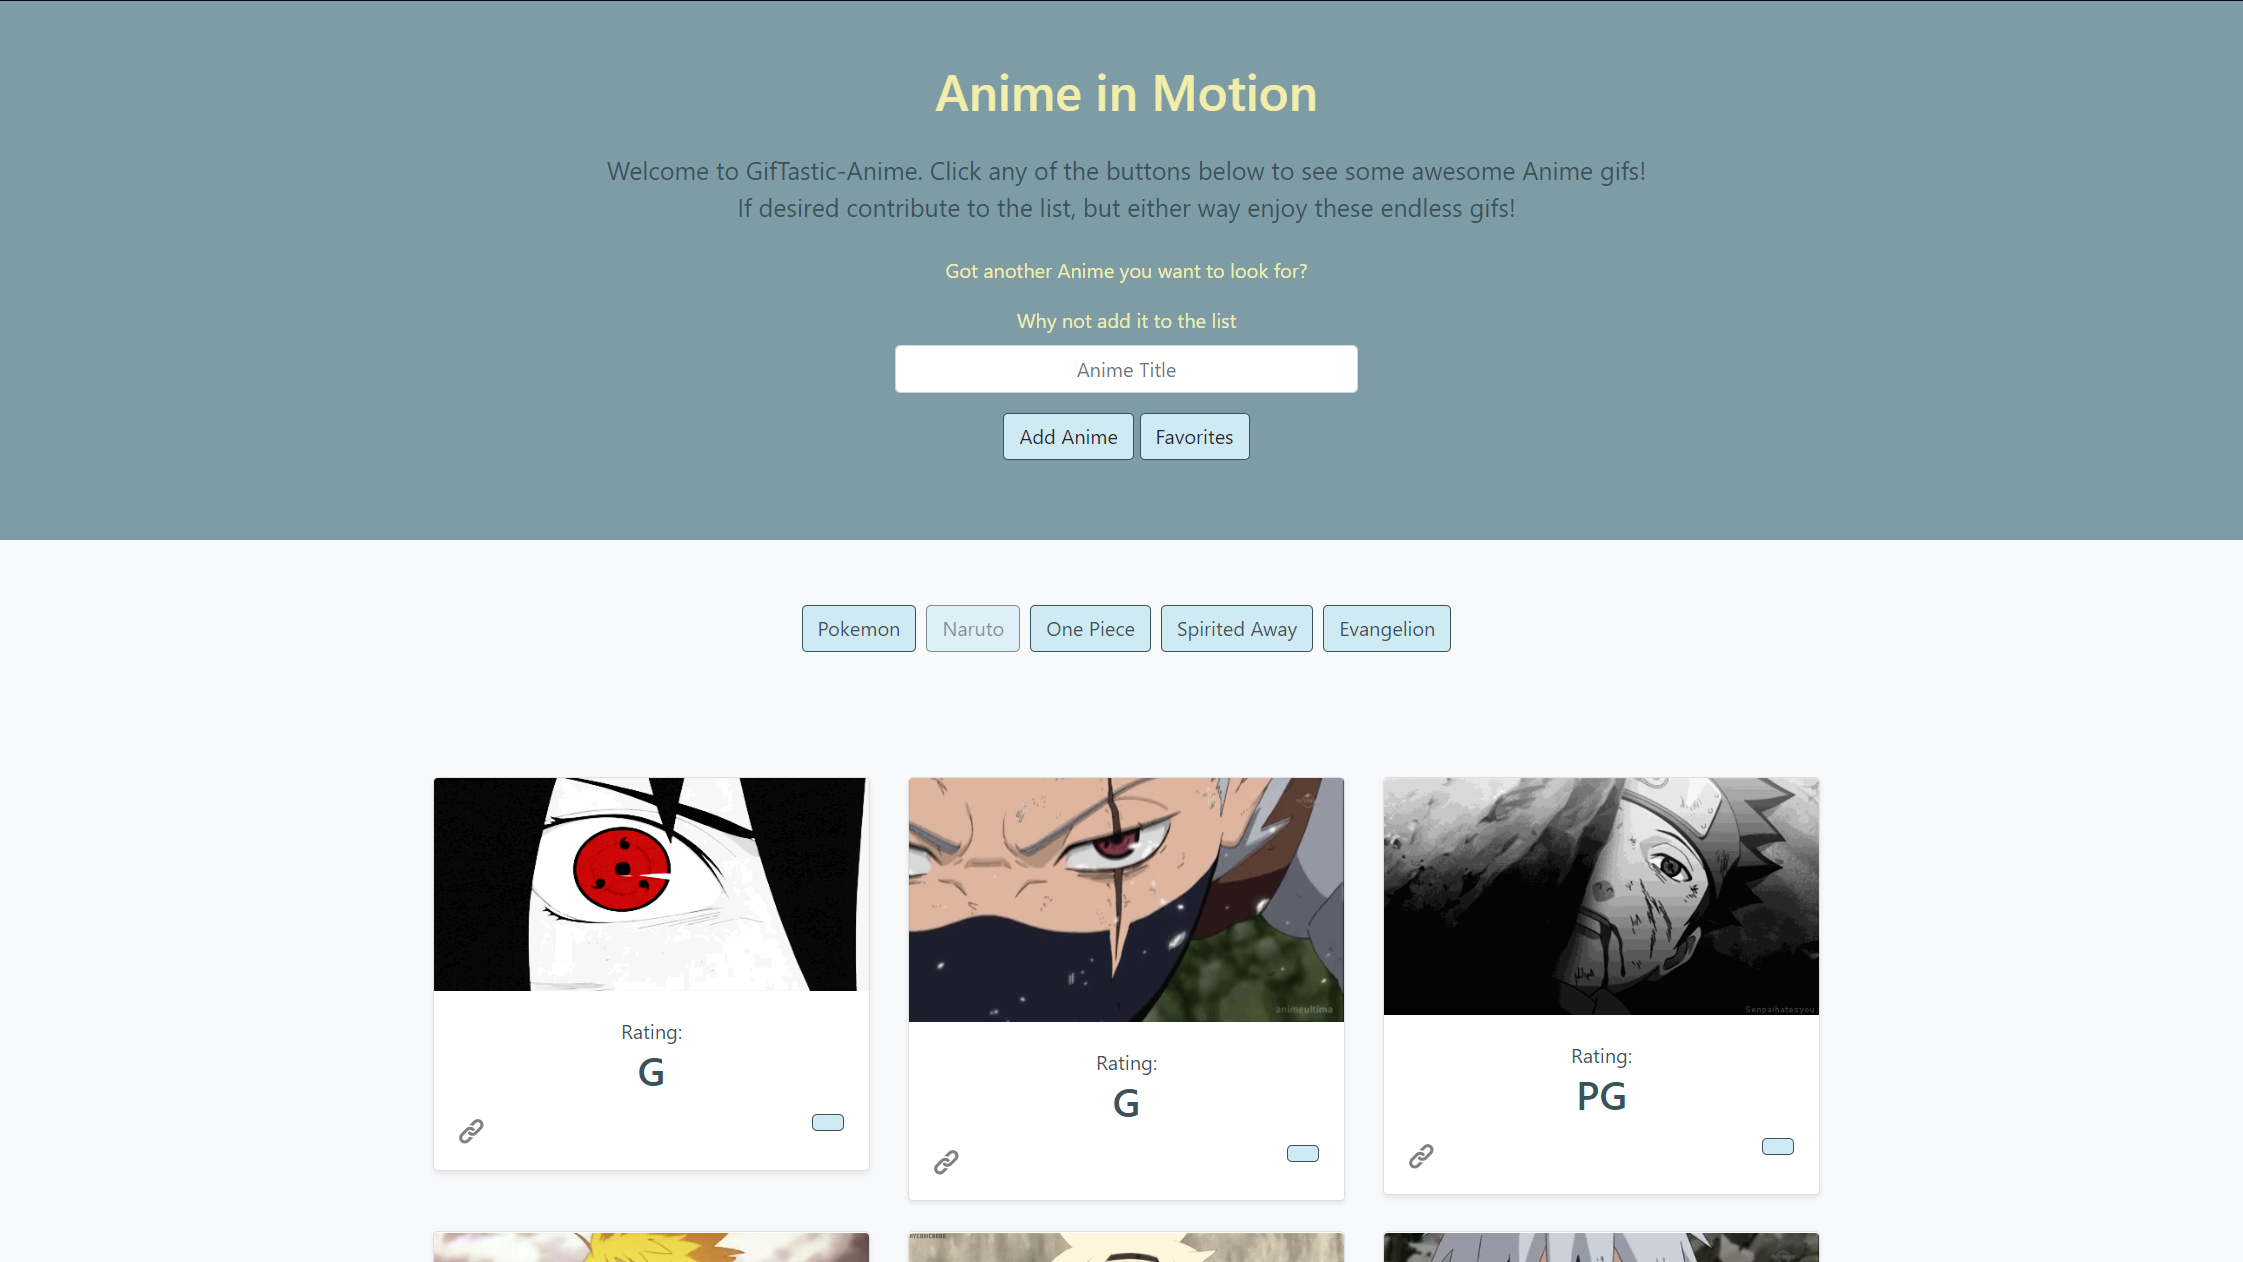 Anime in Motion
Welcome to GifTastic-Anime. Click any of the buttons below to see some awesome Anime gifs!
If desired contribute to the list, but either way enjoy these endless gifs!
Got another Anime you want to look for?
Why not add it to the list
Anime Title
Add Anime
Favorites
Pokemon
Naruto
One Piece
Spirited Away
Evangelion
animeultima
Senpaihatesyou
Rating:
G
Rating:
G
Rating:
PG